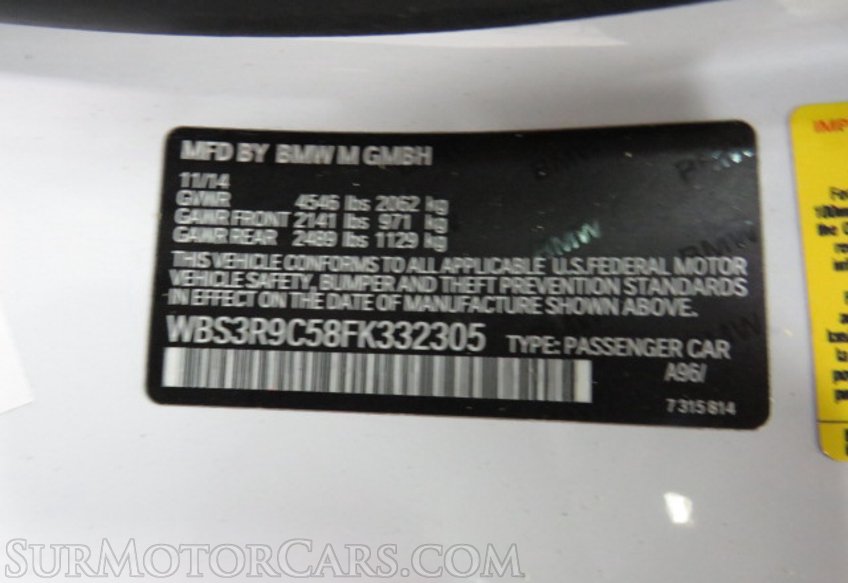 MFD BY BMW M GMBH
11/14
GVWR 4546 lbs 2062 kg
GAWR FRONT 2141 lbs 971 kg
GAWR REAR 2489 lbs 1129 kg
THIS VEHICLE CONFORMS TO ALL APPLICABLE U.S.FEDERAL MOTOR
VEHICLE SAFETY, BUMPER AND THEFT PREVENTION STANDARDS
IN EFFECT ON THE DATE OF MANUFACTURE SHOWN ABOVE.
WBS3R9C58FK332305 TYPE: PASSENGER CAR
A96/
7315814
BMW
SURMOTORCARS.COM